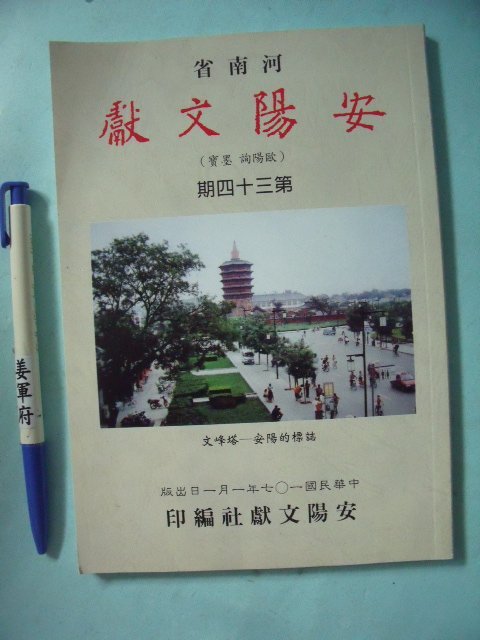 河南省
安陽文獻
(歐陽詢 墨寶)
第三十四期
誌標的陽安—塔峰文
中華民國一〇七年一月一日出版
安陽文獻社編印
姜軍府